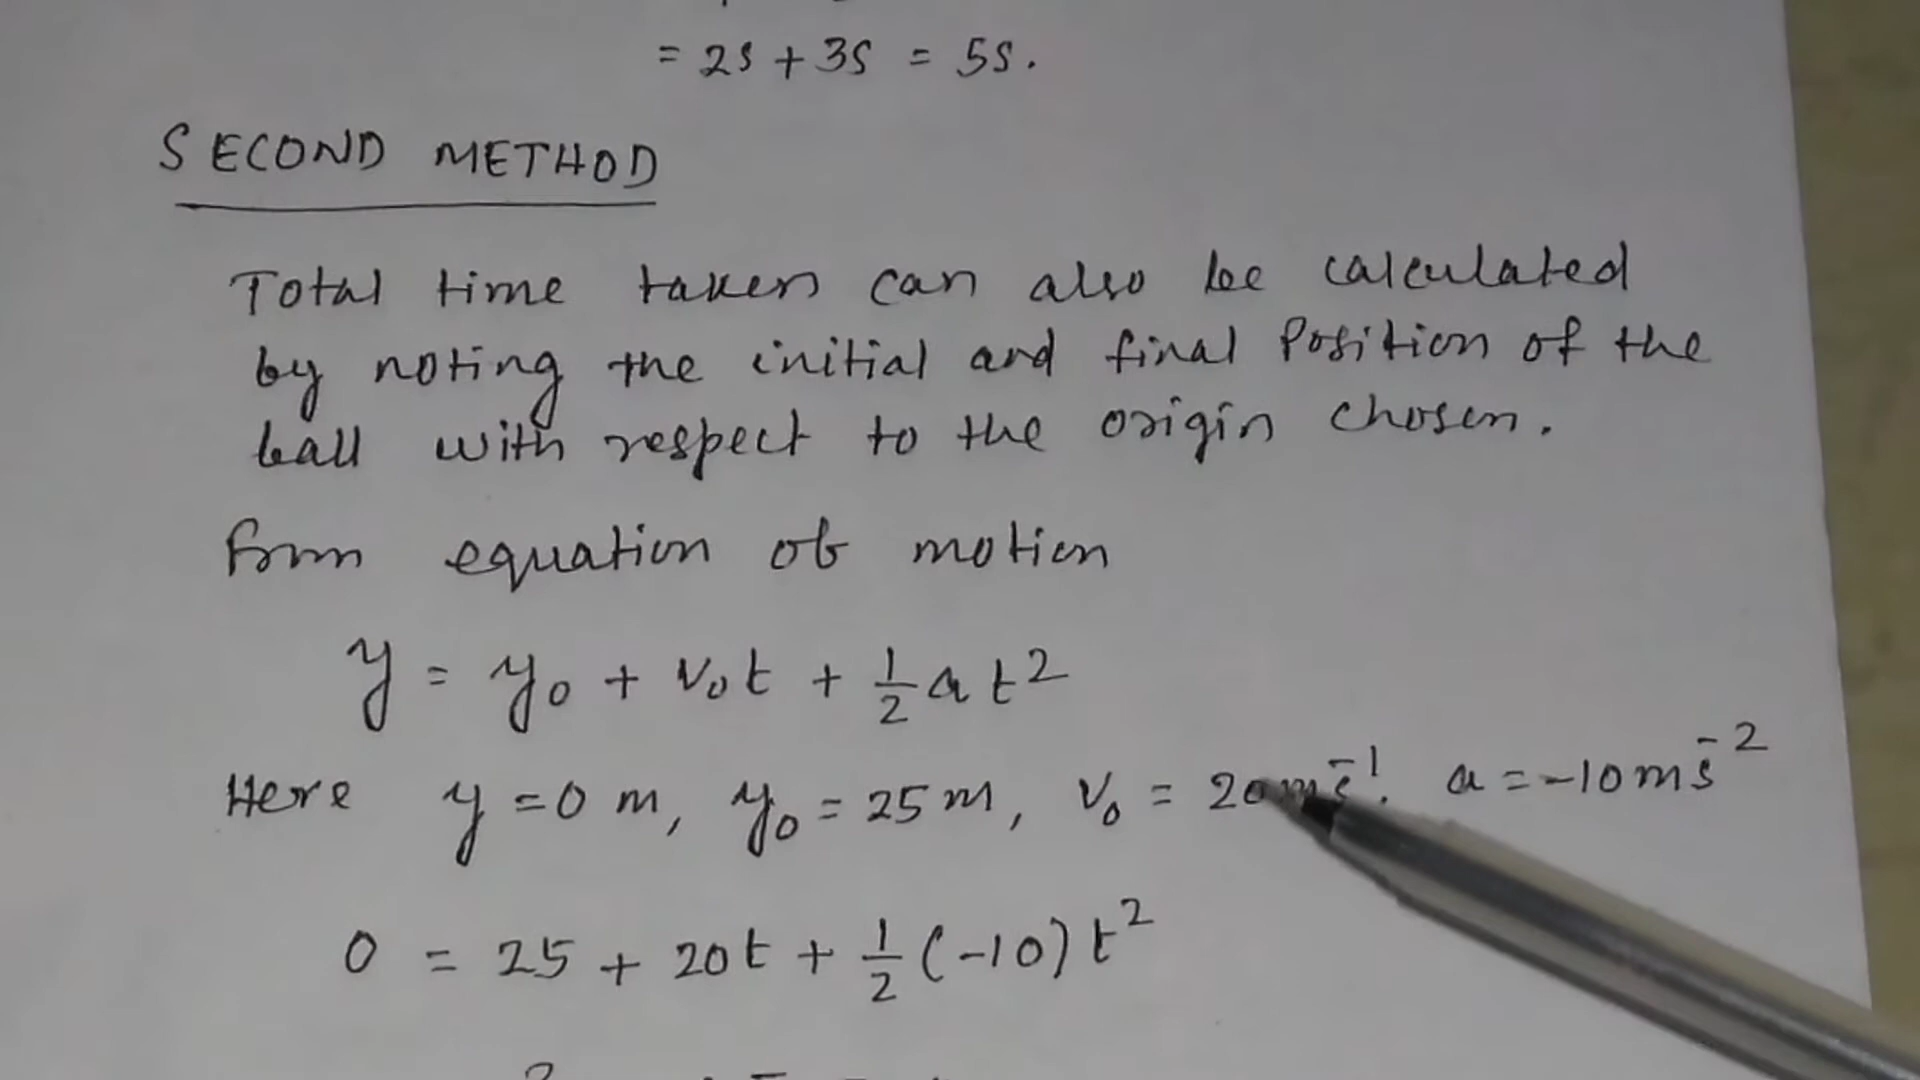 = 2s + 3s = 5s.
SECOND METHOD
Total time taken can also be calculated
by noting the initial and final Position of the
ball with respect to the origin chosen.
from equation of motion
y = y₀ + v₀t + ½at²
Here y = 0 m, y₀ = 25 m, v₀ = 20 ms⁻¹. a = -10 ms⁻²
0 = 25 + 20t + ½(-10)t²